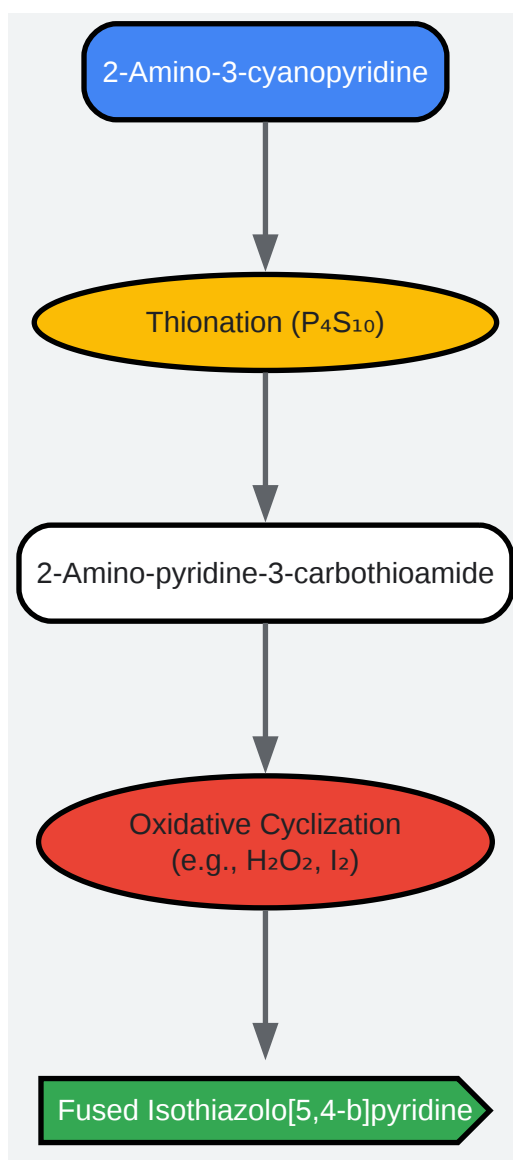 2-Amino-3-cyanopyridine
Thionation (P₄S₁₀)
2-Amino-pyridine-3-carbothioamide
Oxidative Cyclization
(e.g., H₂O₂, I₂)
Fused Isothiazolo[5,4-b]pyridine